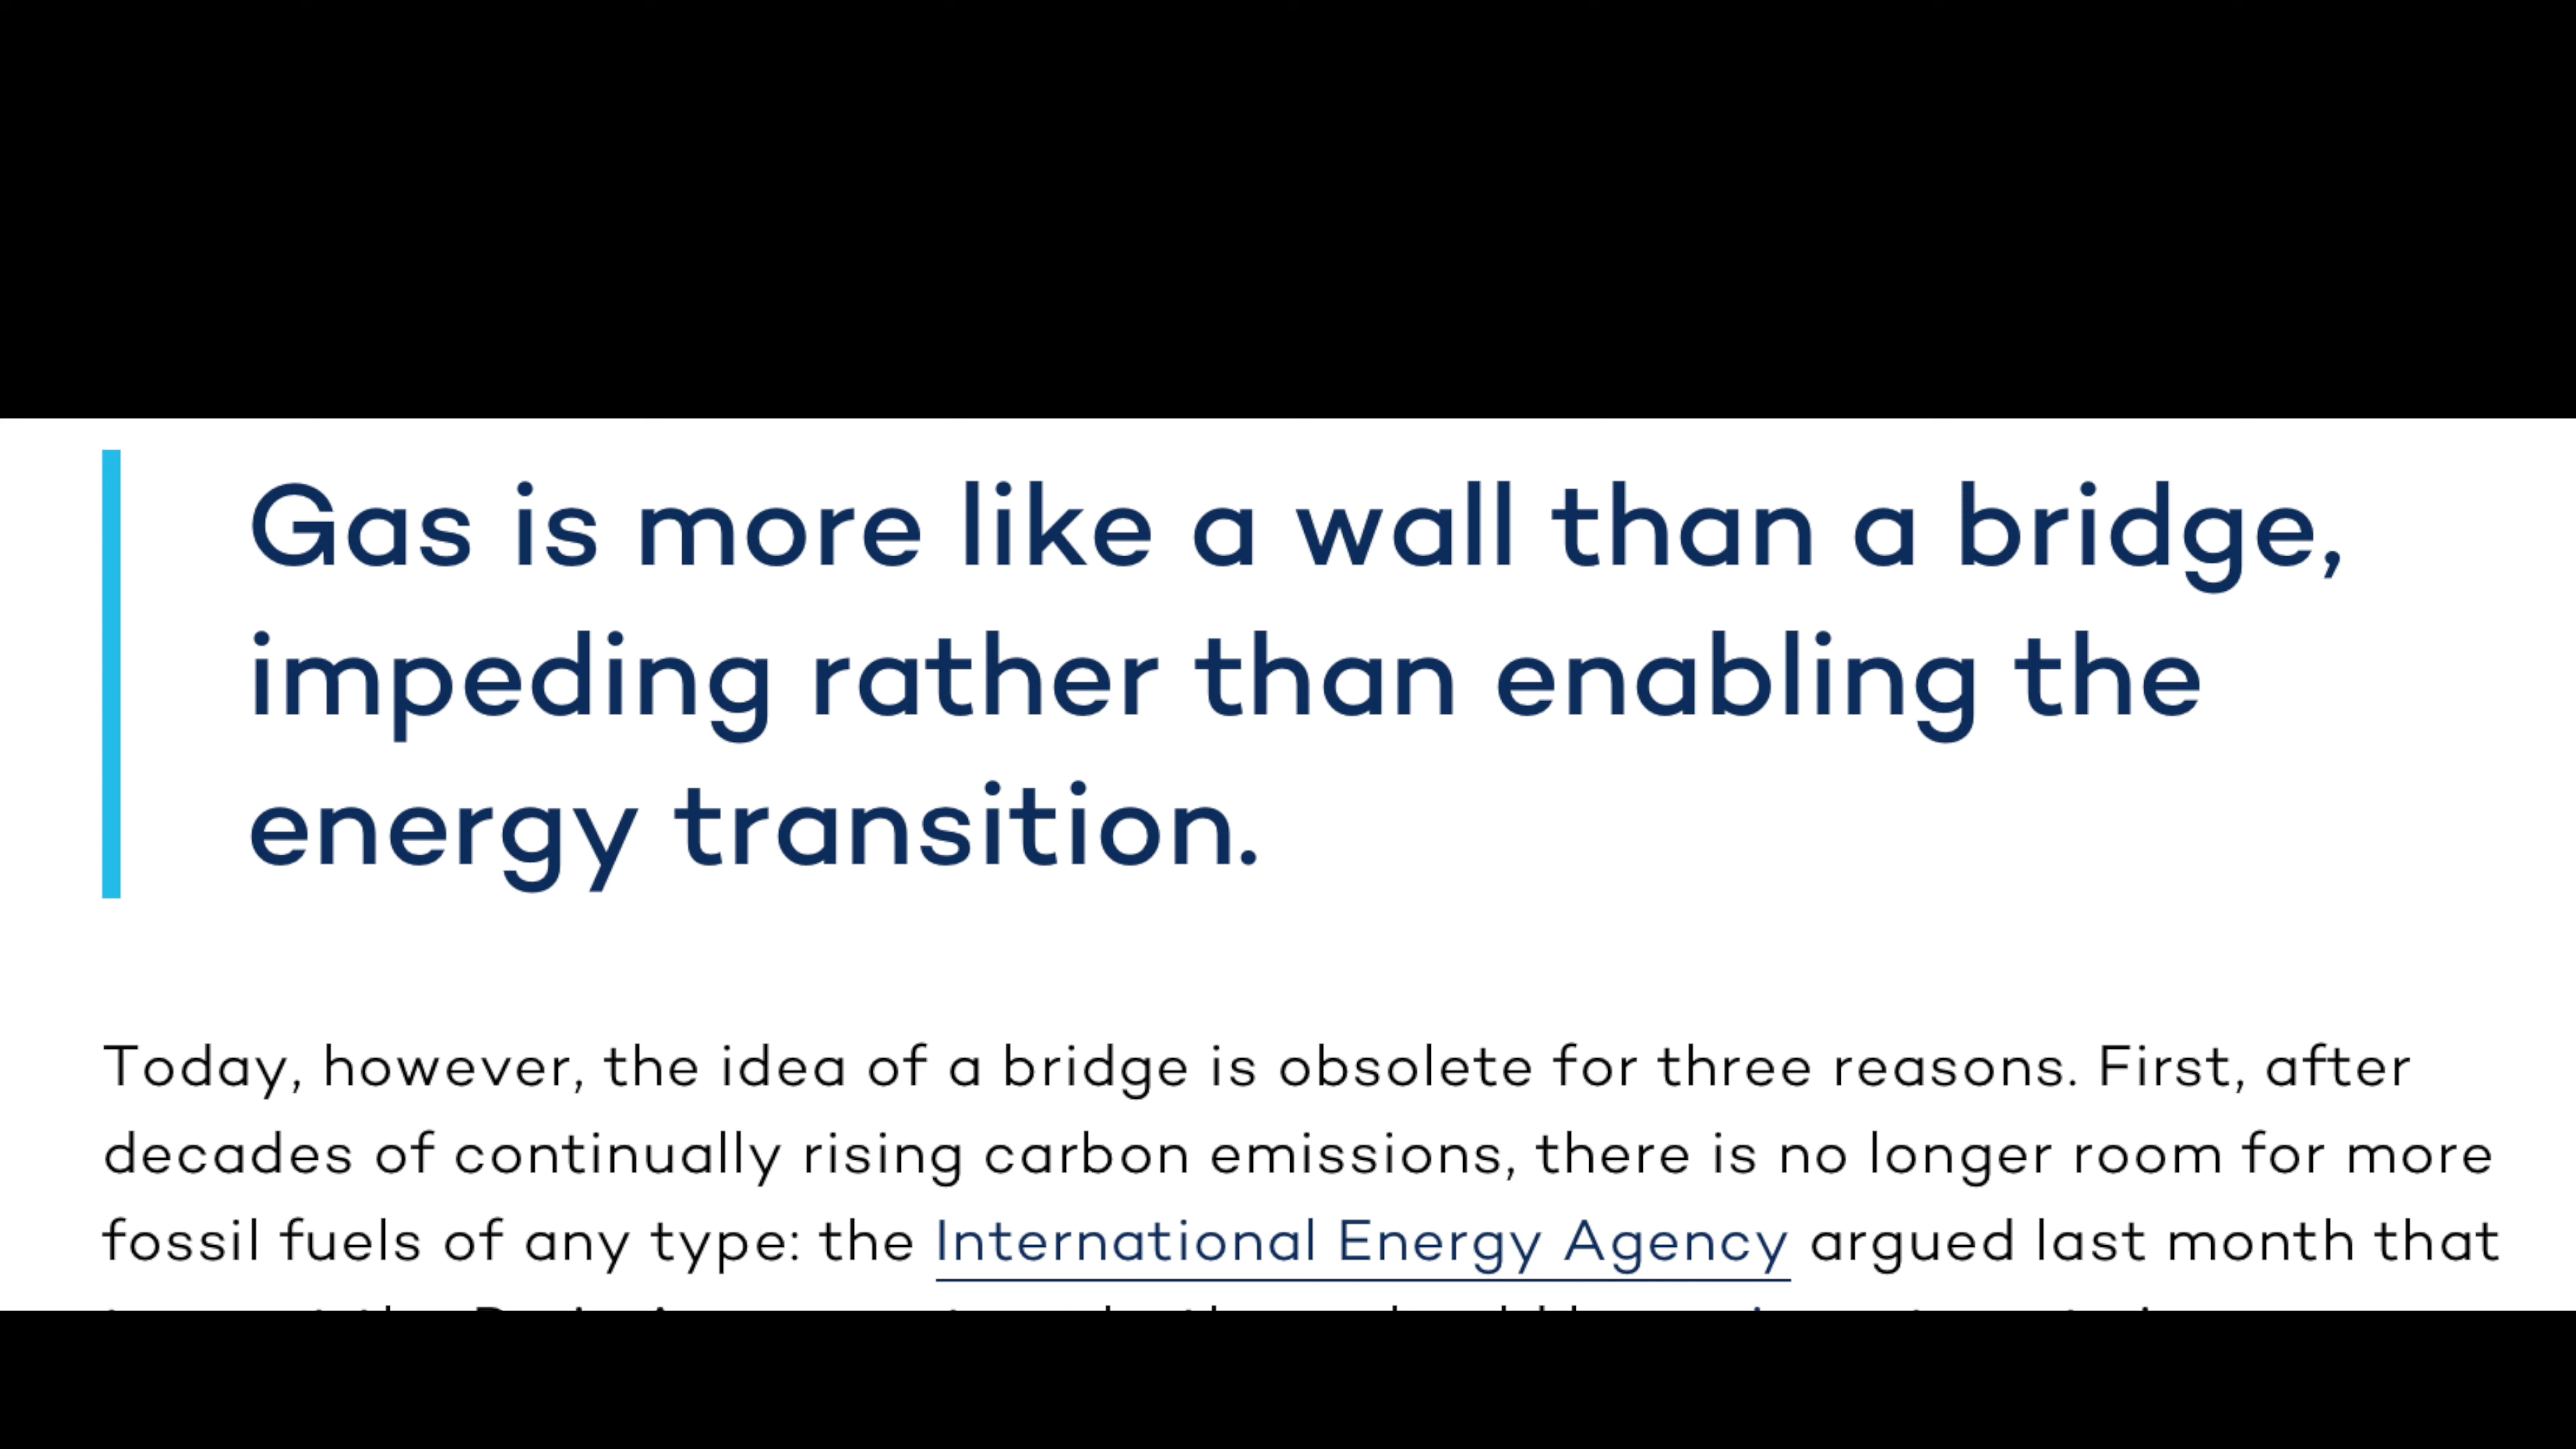 Gas is more like a wall than a bridge,
impeding rather than enabling the
energy transition.
Today, however, the idea of a bridge is obsolete for three reasons. First, after
decades of continually rising carbon emissions, there is no longer room for more
fossil fuels of any type: the International Energy Agency argued last month that